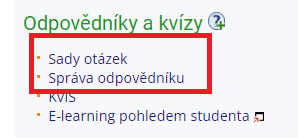 Odpovědníky a kvízy
Sady otázek
Správa odpovědníku
KVIS
E-learning pohledem studenta